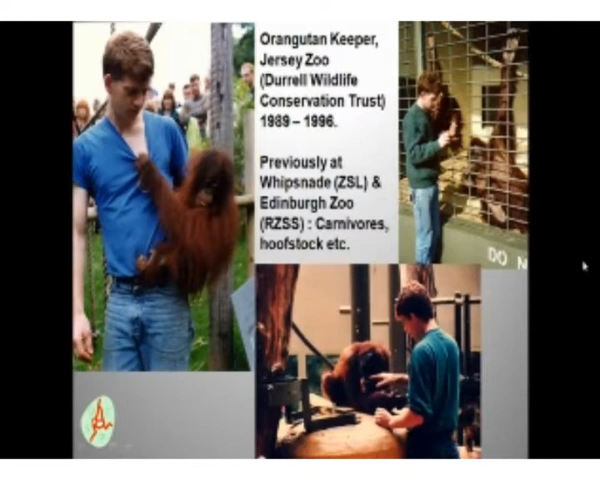 Orangutan Keeper,
Jersey Zoo
(Durrell Wildlife
Conservation Trust)
1989 – 1996.
Previously at
Whipsnade (ZSL) &
Edinburgh Zoo
(RZSS) : Carnivores,
hoofstock etc.
DO N